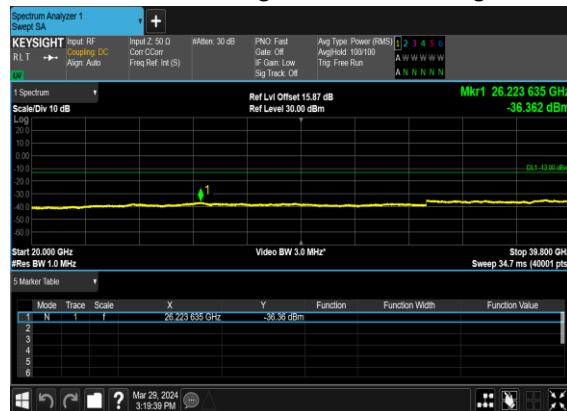 Spectrum Analyzer 1
Swept SA
+
KEYSIGHT Input: RF Input Z: 50 Ω #Atten: 30 dB PNO: Fast Avg Type: Power (RMS) 1 2 3 4 5 6
RLT Coupling: DC Corr CCorr Gate: Off Avg|Hold: 100/100 A W W W W W
Align: Auto Freq Ref: Int (S) IF Gain: Low Trig: Free Run
Sig Track: Off A N N N N N
1 Spectrum
Ref Lvl Offset 15.87 dB Mkr1 26.223 635 GHz
Scale/Div 10 dB Ref Level 30.00 dBm -36.362 dBm
Log
20.0
10.0
0.00
-10.0 DL1 -13.00 dBm
-20.0
-30.0 1
-40.0
-50.0
-60.0
Start 20.000 GHz Video BW 3.0 MHz* Stop 39.800 GHz
#Res BW 1.0 MHz Sweep 34.7 ms (40001 pts)
5 Marker Table
Mode Trace Scale X Y Function Function Width Function Value
1 N 1 f 26.223 635 GHz -36.36 dBm
2
3
4
5
6
? Mar 29, 2024
3:19:39 PM